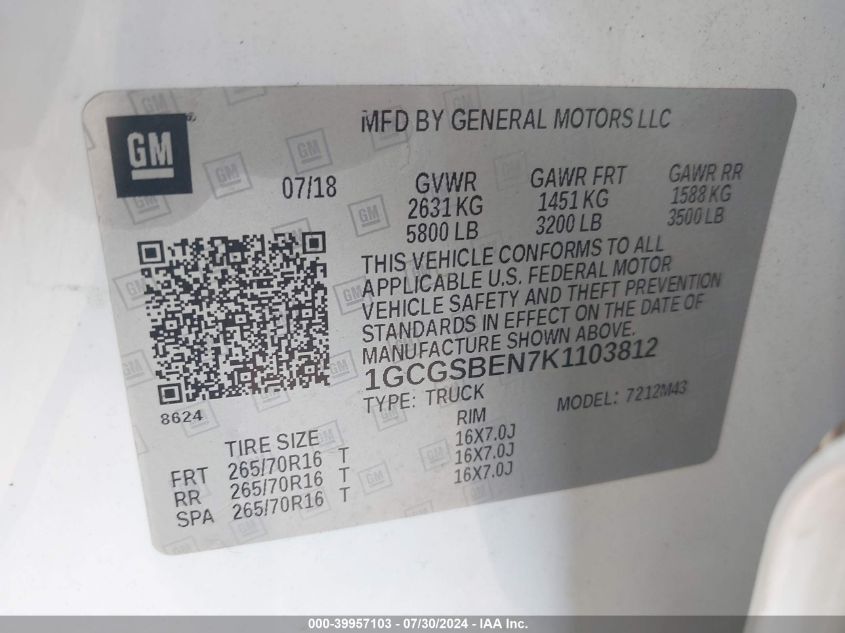 GM
MFD BY GENERAL MOTORS LLC
07/18
GVWR
2631 KG
5800 LB
GAWR FRT
1451 KG
3200 LB
GAWR RR
1588 KG
3500 LB
THIS VEHICLE CONFORMS TO ALL
APPLICABLE U.S. FEDERAL MOTOR
VEHICLE SAFETY AND THEFT PREVENTION
STANDARDS IN EFFECT ON THE DATE OF
MANUFACTURE SHOWN ABOVE.
1GCGSBEN7K1103812
TYPE: TRUCK
MODEL: 7212M43
8624
TIRE SIZE
RIM
FRT 265/70R16 T 16X7.0J
RR 265/70R16 T 16X7.0J
SPA 265/70R16 T 16X7.0J
000-39957103 - 07/30/2024 - IAA Inc.